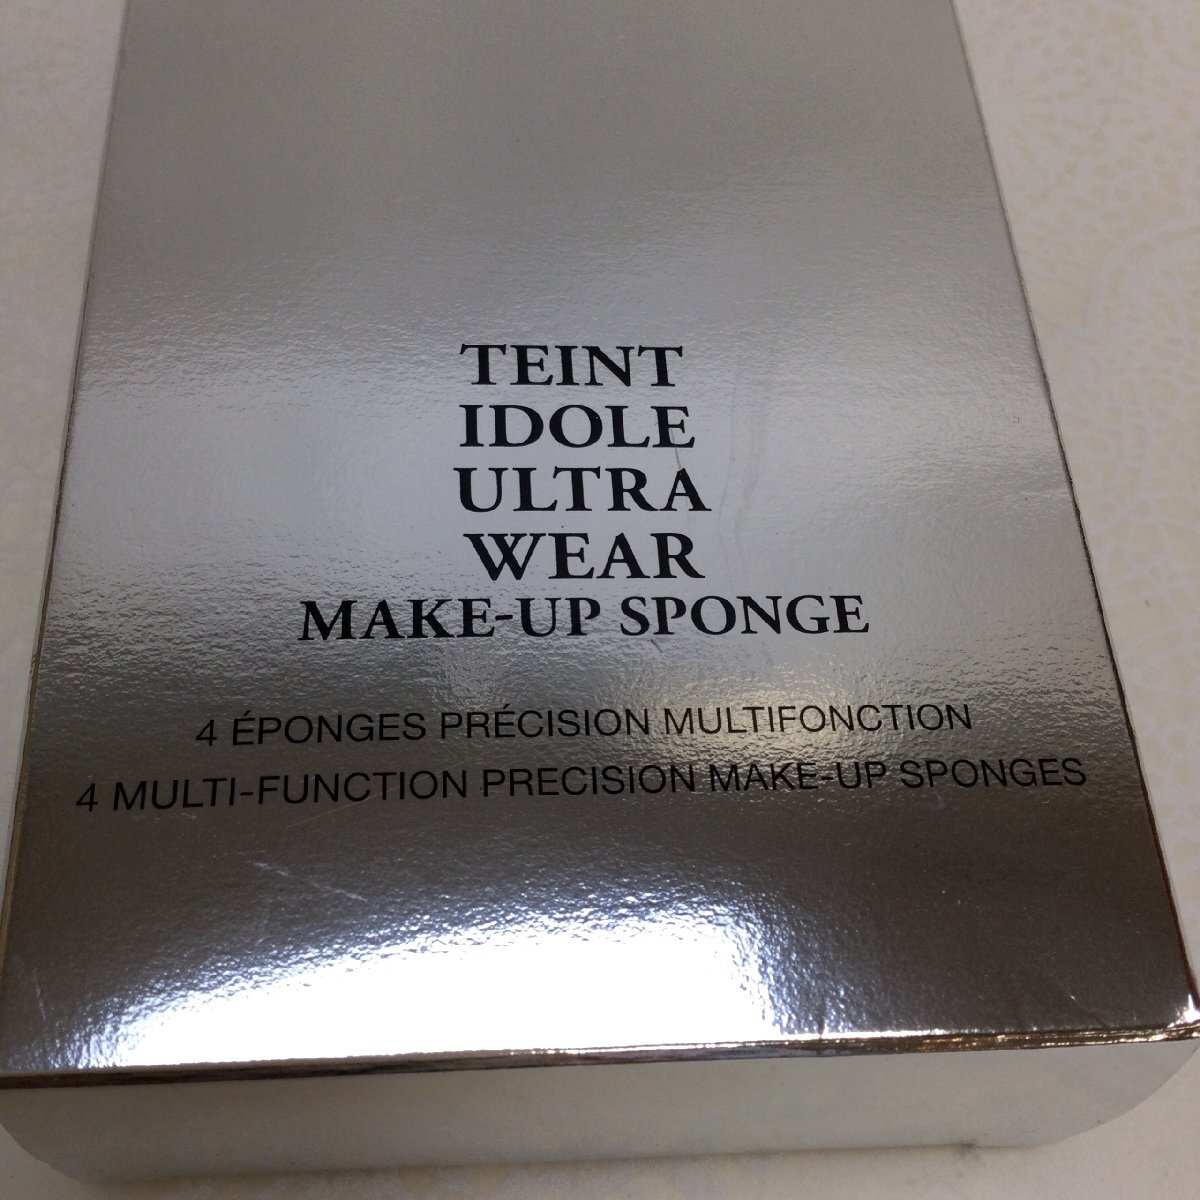 TEINT
IDOLE
ULTRA
WEAR
MAKE-UP SPONGE
4 ÉPONGES PRÉCISION MULTIFONCTION
4 MULTI-FUNCTION PRECISION MAKE-UP SPONGES